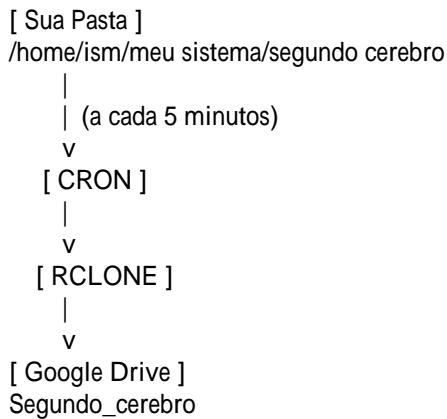 [ Sua Pasta ]
/home/ism/meu sistema/segundo cerebro
|
| (a cada 5 minutos)
v
[ CRON ]
|
v
[ RCLONE ]
|
v
[ Google Drive ]
Segundo_cerebro